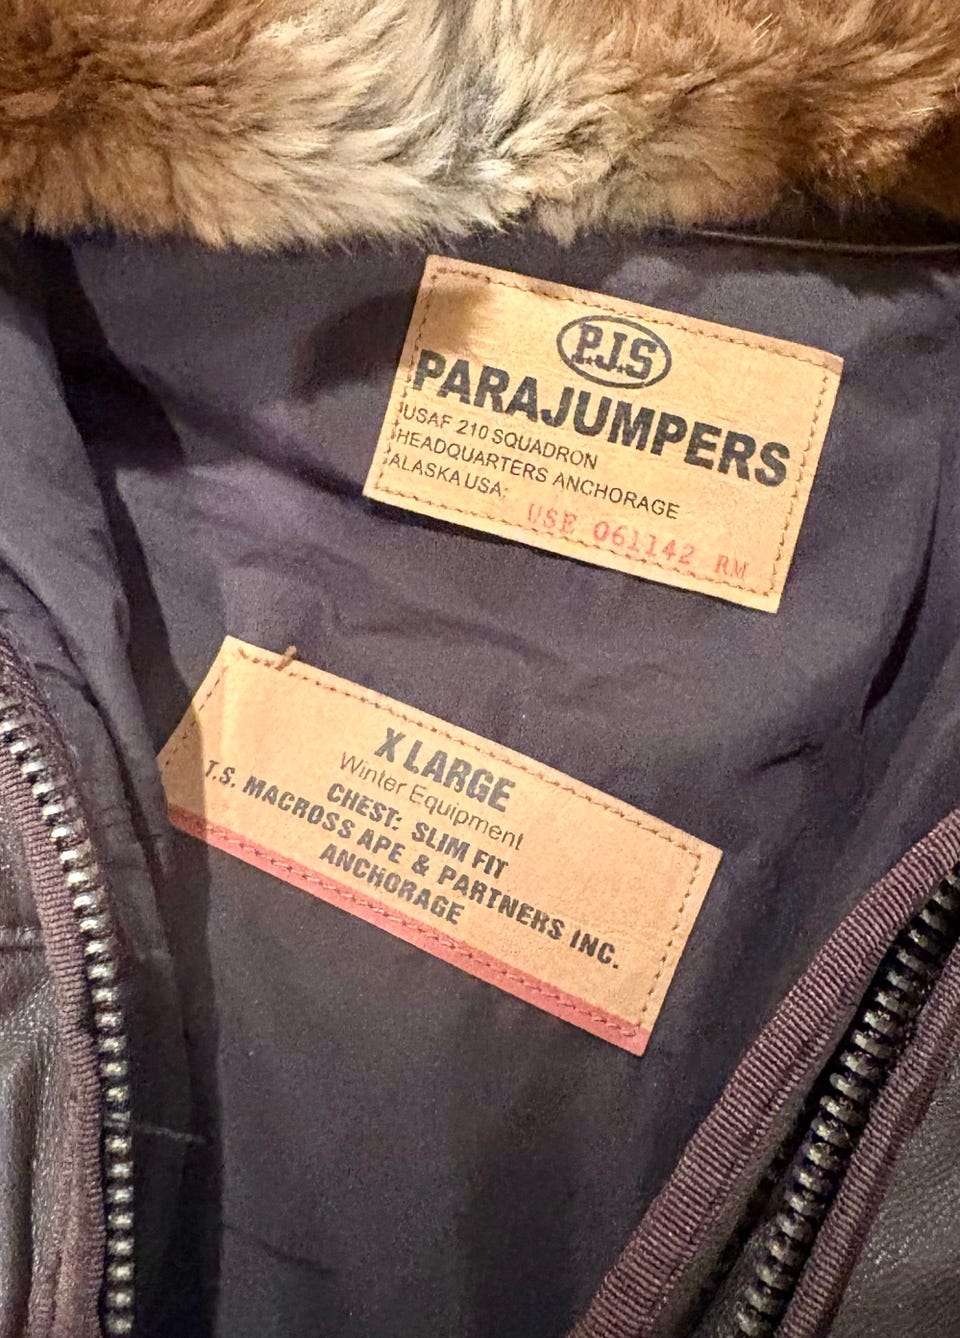 P.J.S
PARAJUMPERS
USAF 210 SQUADRON
HEADQUARTERS ANCHORAGE
ALASKA USA:
USE 061142 RM
X LARGE
Winter Equipment
CHEST: SLIM FIT
T.S. MACROSS APE & PARTNERS INC.
ANCHORAGE